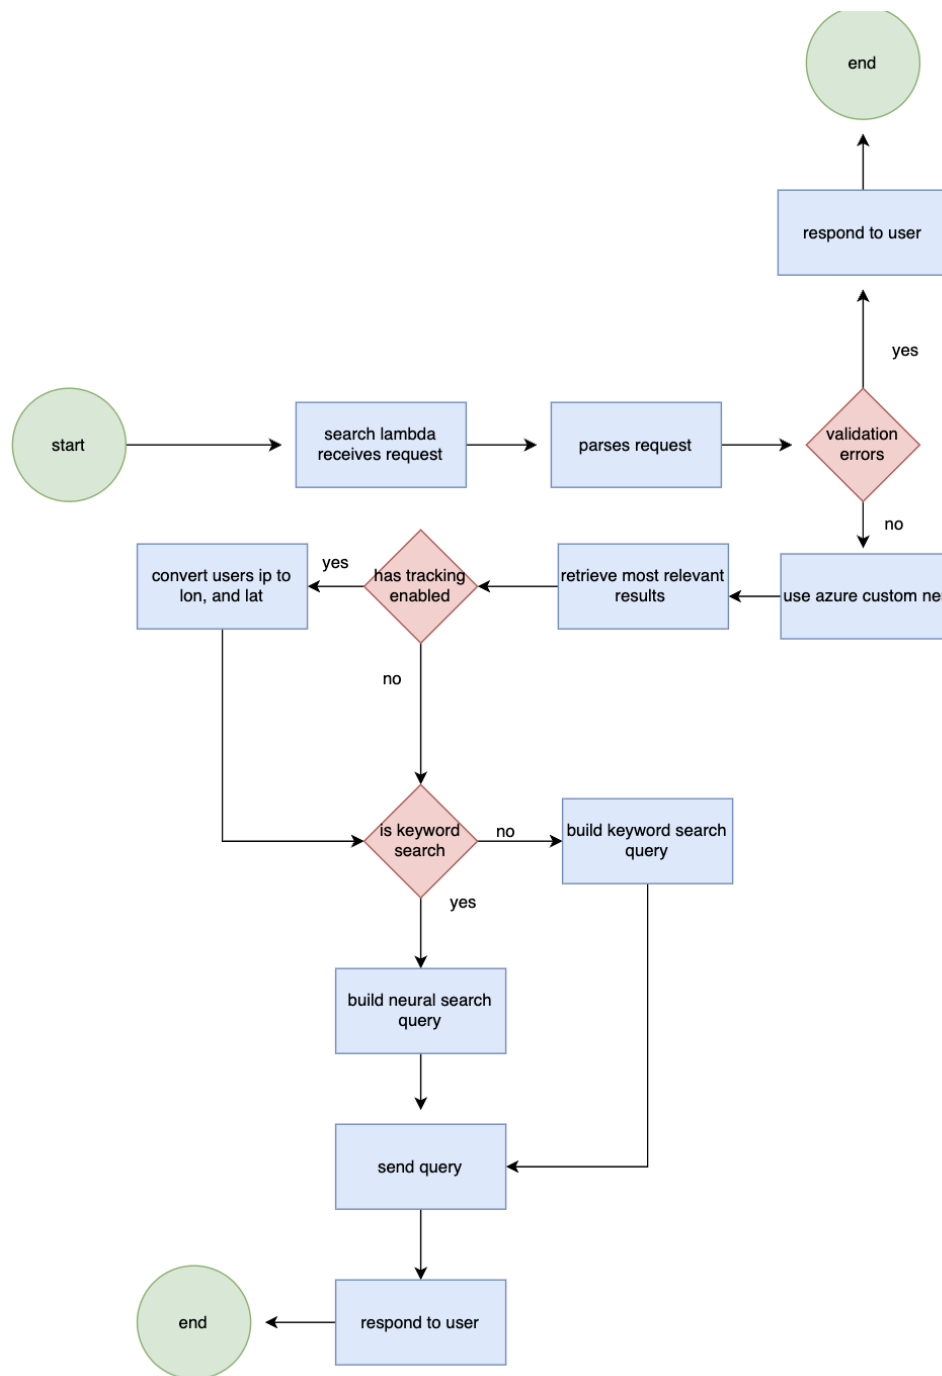 end
respond to user
yes
start
search lambda
receives request
parses request
validation
errors
no
convert users ip to
lon, and lat
yes
has tracking
enabled
retrieve most relevant
results
use azure custom ne
no
is keyword
search
no
build keyword search
query
yes
build neural search
query
send query
end
respond to user